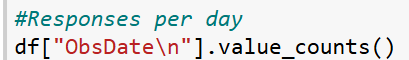 #Responses per day
df["ObsDate\n"].value_counts()